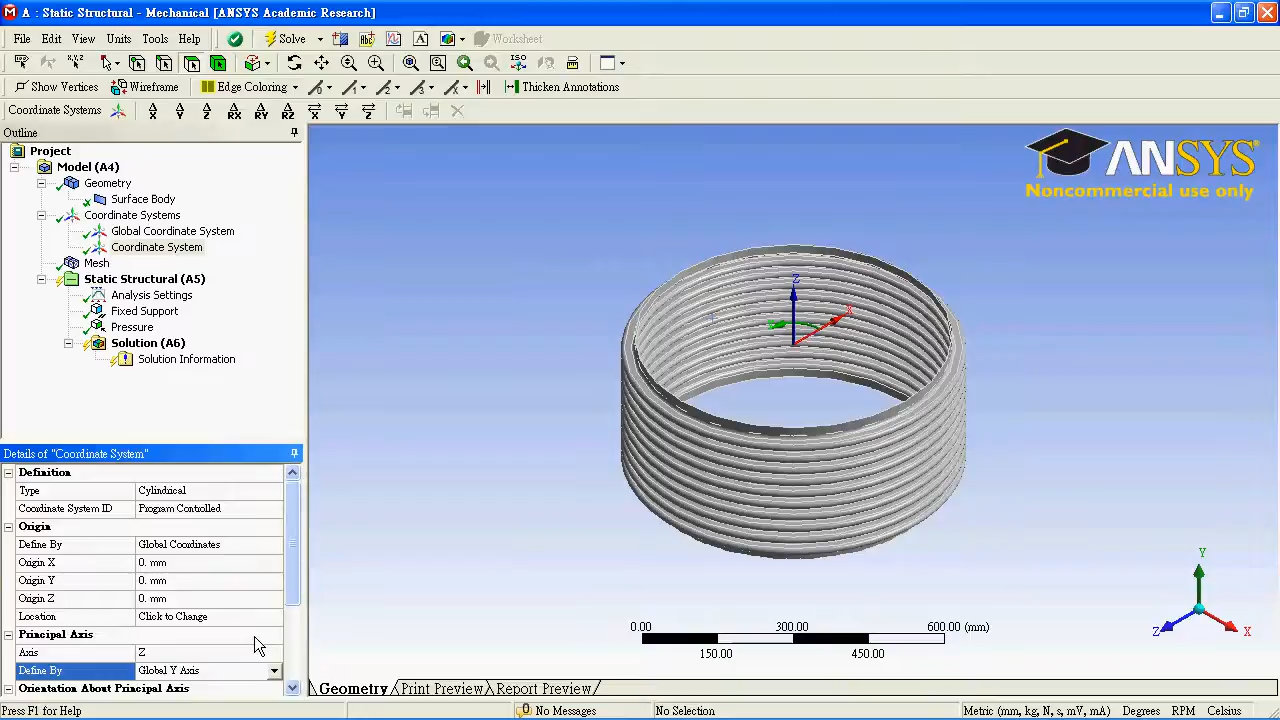 A : Static Structural - Mechanical [ANSYS Academic Research]
File Edit View Units Tools Help Solve Worksheet
Show Vertices Wireframe Edge Coloring Thicken Annotations
Coordinate Systems X Y Z RX RY RZ X Y Z
Outline
Project
Model (A4)
Geometry
Surface Body
Coordinate Systems
Global Coordinate System
Coordinate System
Mesh
Static Structural (A5)
Analysis Settings
Fixed Support
Pressure
Solution (A6)
Solution Information
Details of "Coordinate System"
Definition
Type Cylindrical
Coordinate System ID Program Controlled
Origin
Define By Global Coordinates
Origin X 0. mm
Origin Y 0. mm
Origin Z 0. mm
Location Click to Change
Principal Axis
Axis Z
Define By Global Y Axis
Orientation About Principal Axis
ANSYS
Noncommercial use only
Z
X
Y
Z
X
0.00 300.00 600.00 (mm)
150.00 450.00
Geometry Print Preview Report Preview
Press F1 for Help 0 No Messages No Selection Metric (mm, kg, N, s, mV, mA) Degrees RPM Celsius